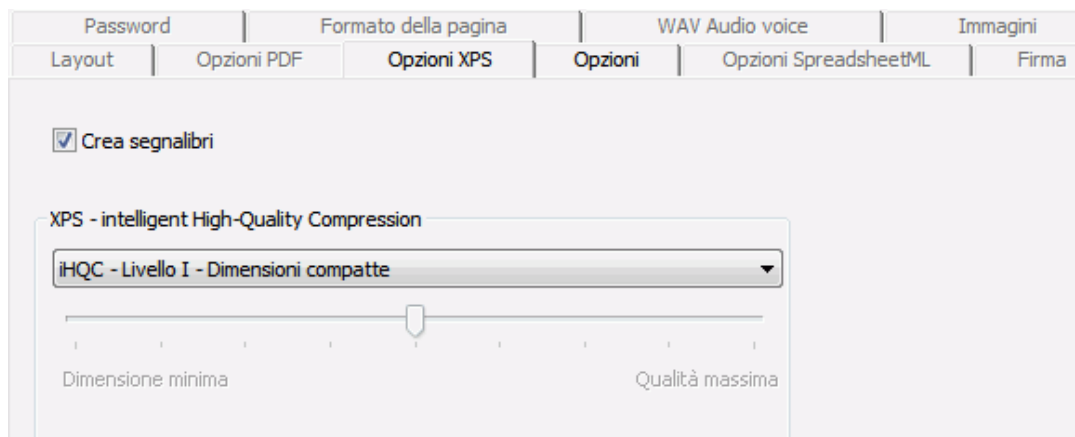 Password Formato della pagina WAV Audio voice Immagini
Layout Opzioni PDF Opzioni XPS Opzioni Opzioni SpreadsheetML Firma
Crea segnalibri
XPS - intelligent High-Quality Compression
iHQC - Livello I - Dimensioni compatte
Dimensione minima Qualità massima